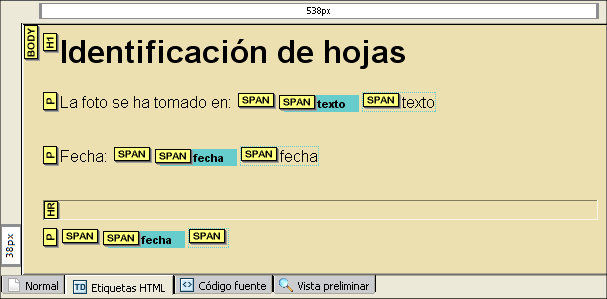 538px
BODY H1 Identificación de hojas
P La foto se ha tomado en: SPAN SPAN texto SPAN texto
P Fecha: SPAN SPAN fecha SPAN fecha
HR
38px P SPAN SPAN fecha SPAN
Normal TD Etiquetas HTML <> Código fuente Vista preliminar